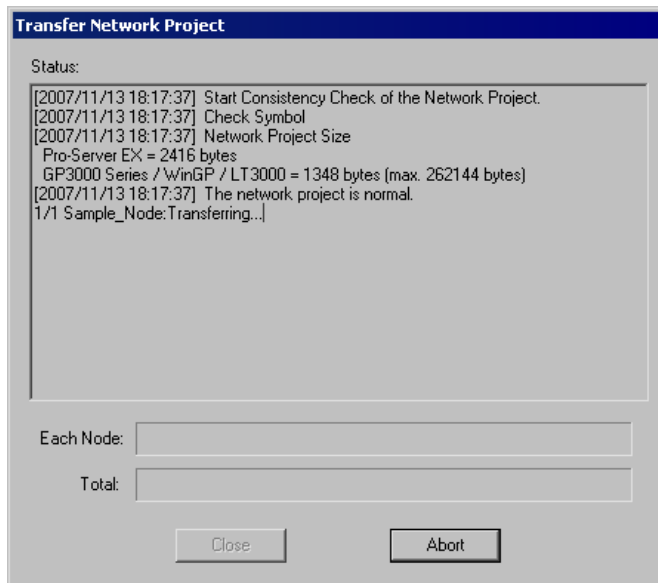 Transfer Network Project
Status:
[2007/11/13 18:17:37] Start Consistency Check of the Network Project.
[2007/11/13 18:17:37] Check Symbol
[2007/11/13 18:17:37] Network Project Size
Pro-Server EX = 2416 bytes
GP3000 Series / WinGP / LT3000 = 1348 bytes (max. 262144 bytes)
[2007/11/13 18:17:37] The network project is normal.
1/1 Sample_Node:Transferring...
Each Node:
Total:
Close Abort